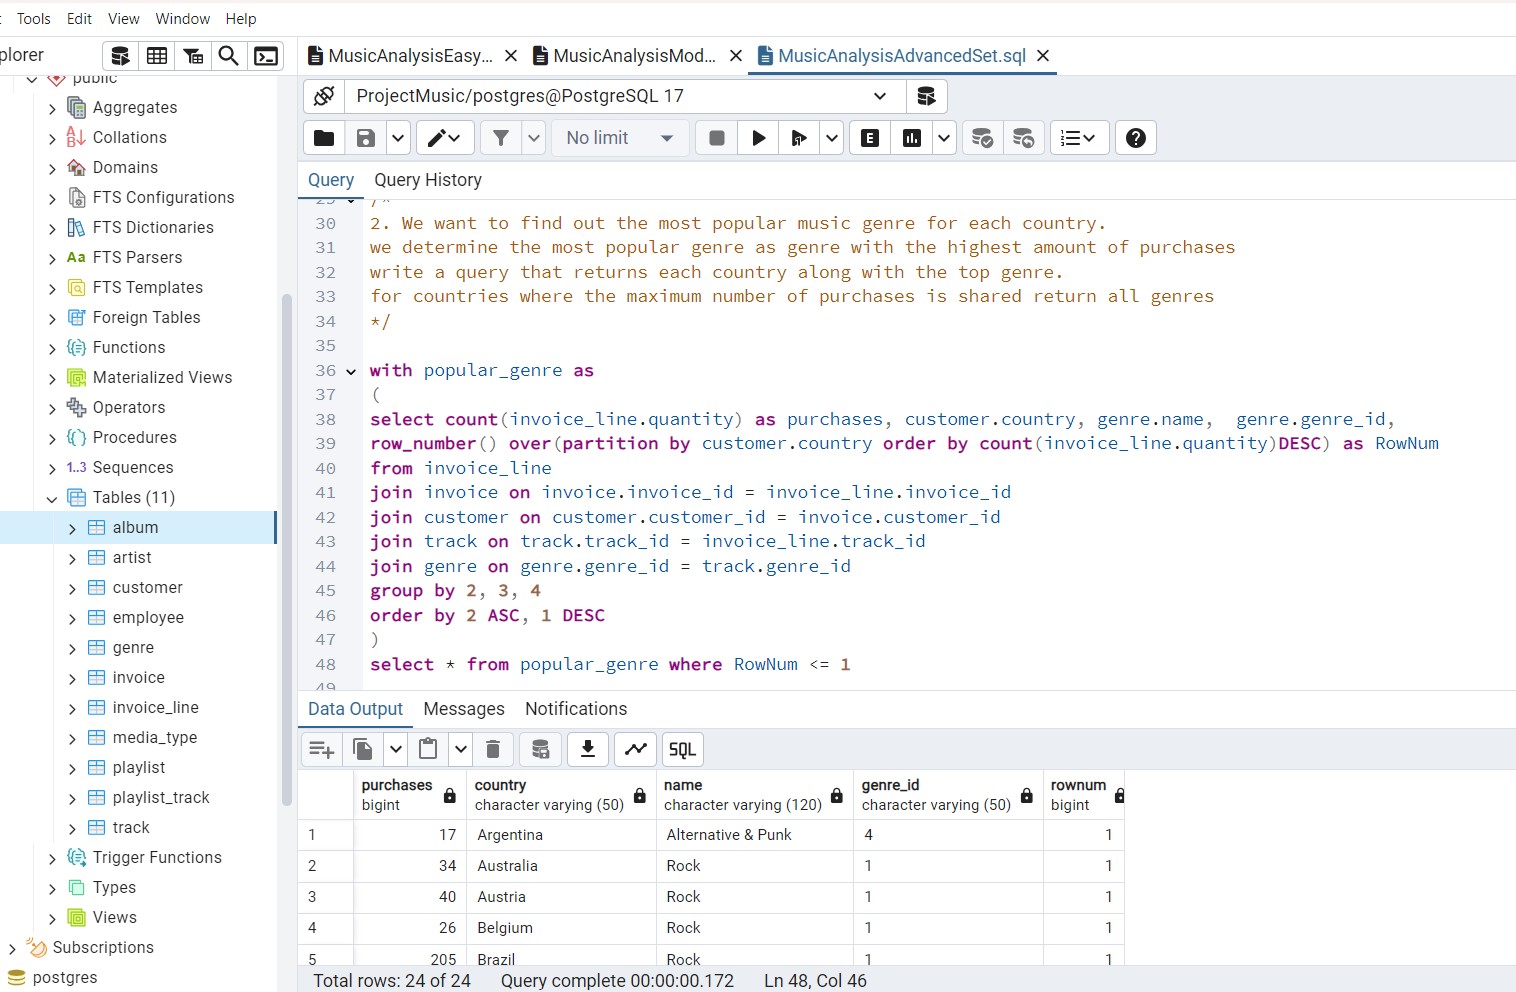 Tools Edit View Window Help
plorer
MusicAnalysisEasy... MusicAnalysisMod... MusicAnalysisAdvancedSet.sql
ProjectMusic/postgres@PostgreSQL 17
No limit
E
Query Query History
public
Aggregates
Collations
Domains
FTS Configurations
FTS Dictionaries
Aa FTS Parsers
FTS Templates
Foreign Tables
Functions
Materialized Views
Operators
Procedures
1..3 Sequences
Tables (11)
album
artist
customer
employee
genre
invoice
invoice_line
media_type
playlist
playlist_track
track
Trigger Functions
Types
Views
Subscriptions
postgres
29 /*
30 2. We want to find out the most popular music genre for each country.
31 we determine the most popular genre as genre with the highest amount of purchases
32 write a query that returns each country along with the top genre.
33 for countries where the maximum number of purchases is shared return all genres
34 */
35
36 with popular_genre as
37 (
38 select count(invoice_line.quantity) as purchases, customer.country, genre.name,  genre.genre_id,
39 row_number() over(partition by customer.country order by count(invoice_line.quantity)DESC) as RowNum
40 from invoice_line
41 join invoice on invoice.invoice_id = invoice_line.invoice_id
42 join customer on customer.customer_id = invoice.customer_id
43 join track on track.track_id = invoice_line.track_id
44 join genre on genre.genre_id = track.genre_id
45 group by 2, 3, 4
46 order by 2 ASC, 1 DESC
47 )
48 select * from popular_genre where RowNum <= 1
49
Data Output Messages Notifications
SQL
purchases country name genre_id rownum
bigint character varying (50) character varying (120) character varying (50) bigint
1 17 Argentina Alternative & Punk 4 1
2 34 Australia Rock 1 1
3 40 Austria Rock 1 1
4 26 Belgium Rock 1 1
5 205 Brazil Rock 1 1
Total rows: 24 of 24 Query complete 00:00:00.172 Ln 48, Col 46